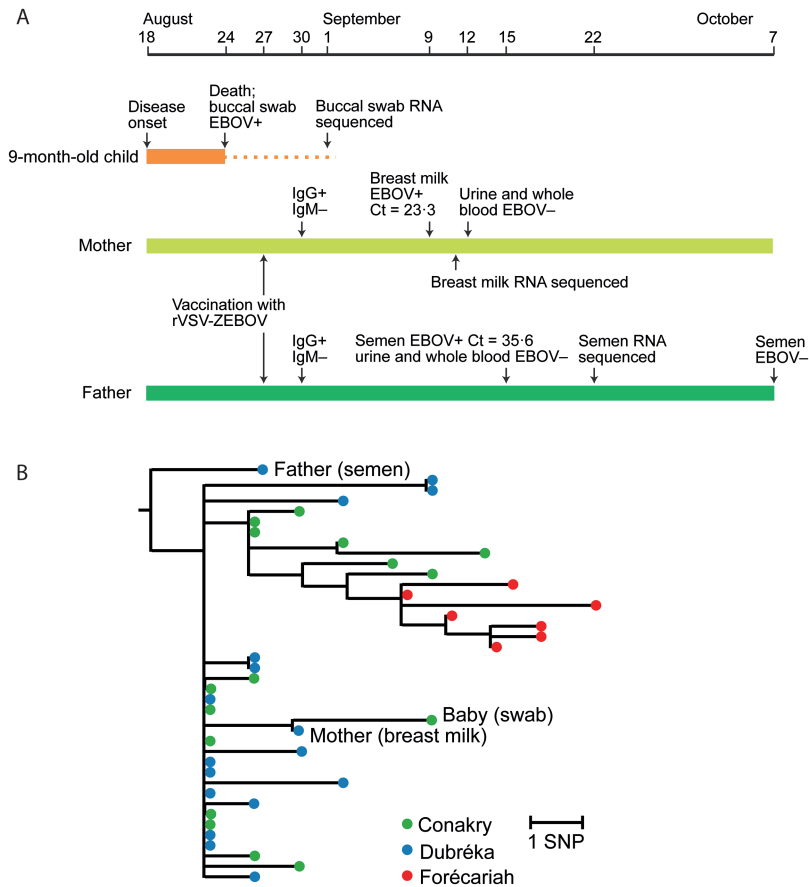 A
August
September
October
18
24
27
30
1
9
12
15
22
7
Disease
onset
Death;
buccal swab
EBOV+
Buccal swab RNA
sequenced
9-month-old child
IgG+
IgM–
Breast milk
EBOV+
Ct = 23·3
Urine and whole
blood EBOV–
Mother
Breast milk RNA sequenced
Vaccination with
rVSV-ZEBOV
IgG+
IgM–
Semen EBOV+ Ct = 35·6
urine and whole blood EBOV–
Semen RNA
sequenced
Semen
EBOV–
Father
B
Father (semen)
Baby (swab)
Mother (breast milk)
Conakry
Dubréka
Forécariah
1 SNP